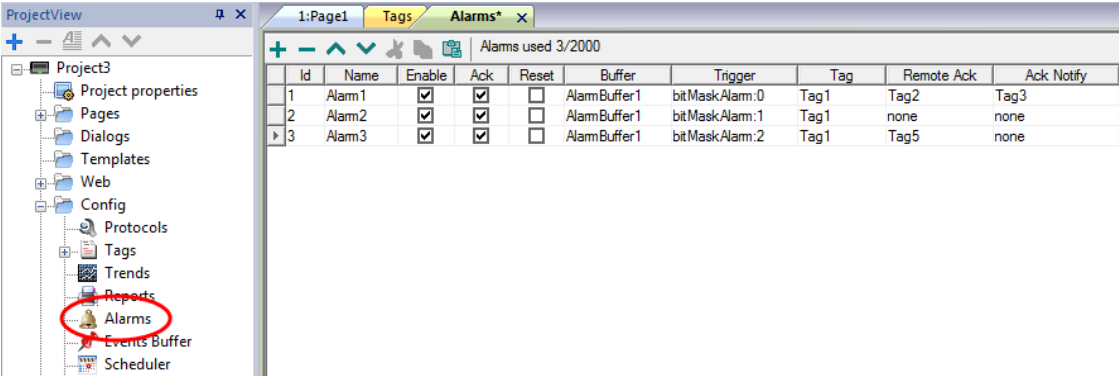 ProjectView
Project3
Project properties
Pages
Dialogs
Templates
Web
Config
Protocols
Tags
Trends
Reports
Alarms
Events Buffer
Scheduler
1:Page1 Tags Alarms*
Alarms used 3/2000
Id Name Enable Ack Reset Buffer Trigger Tag Remote Ack Ack Notify
1 Alarm1 AlarmBuffer1 bitMaskAlarm:0 Tag1 Tag2 Tag3
2 Alarm2 AlarmBuffer1 bitMaskAlarm:1 Tag1 none none
3 Alarm3 AlarmBuffer1 bitMaskAlarm:2 Tag1 Tag5 none